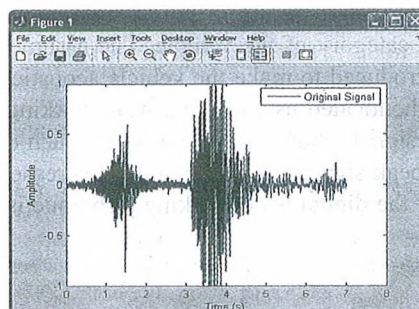 Figure 1
File Edit View Insert Tools Desktop Window Help
Original Signal
1
0.5
0
-0.5
-1
Amplitude
0 1 2 3 4 5 6 7 8
Time (s)